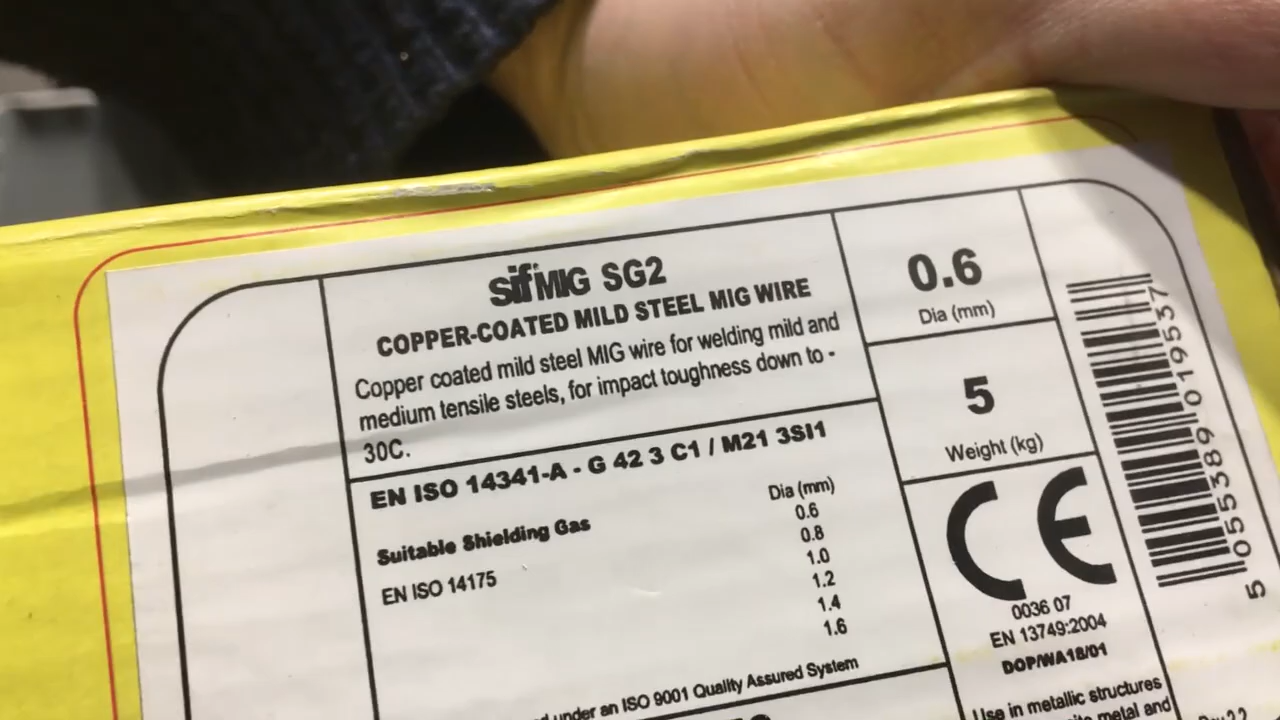 sifMIG SG2
COPPER-COATED MILD STEEL MIG WIRE
Copper coated mild steel MIG wire for welding mild and
medium tensile steels, for impact toughness down to -
30C.
EN ISO 14341-A - G 42 3 C1 / M21 3SI1
Suitable Shielding Gas
EN ISO 14175
Dia (mm)
0.6
0.8
1.0
1.2
1.4
1.6
under an ISO 9001 Quality Assured System
0.6
Dia (mm)
5
Weight (kg)
CE
0036 07
EN 13749:2004
DOP/WA18/01
Use in metallic structures
metal and
5 055389 019537